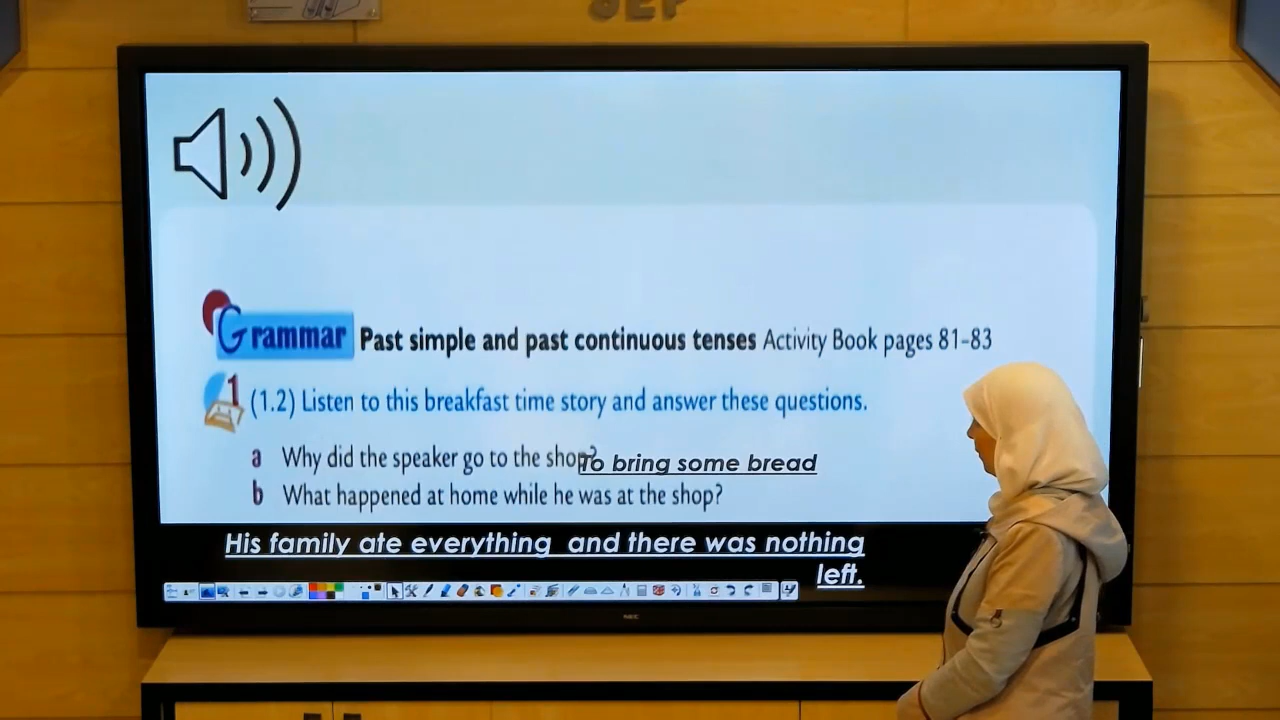 SEP
Grammar Past simple and past continuous tenses Activity Book pages 81-83
1 (1.2) Listen to this breakfast time story and answer these questions.
a Why did the speaker go to the shop? To bring some bread
b What happened at home while he was at the shop?
His family ate everything and there was nothing
left.
NEC